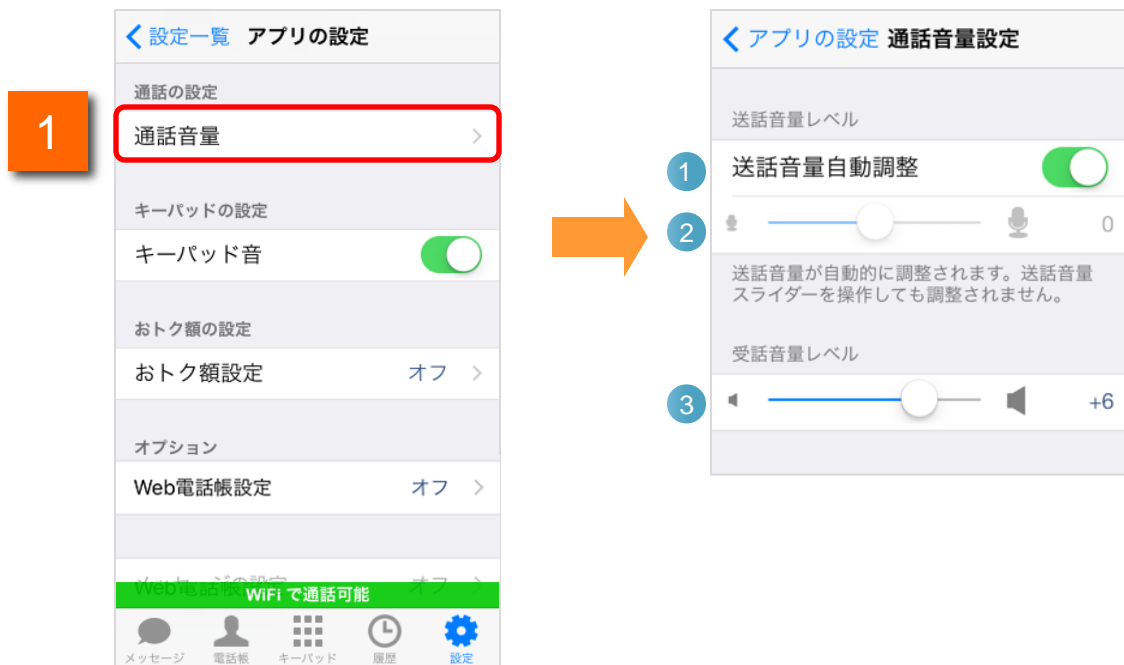 設定一覧 アプリの設定
通話の設定
1
通話音量
キーパッドの設定
キーパッド音
おトク額の設定
おトク額設定 オフ
オプション
Web電話帳設定 オフ
WiFi で通話可能
メッセージ 電話帳 キーパッド 履歴 設定
アプリの設定 通話音量設定
送話音量レベル
1 送話音量自動調整
2 0
送話音量が自動的に調整されます。送話音量
スライダーを操作しても調整されません。
受話音量レベル
3 +6